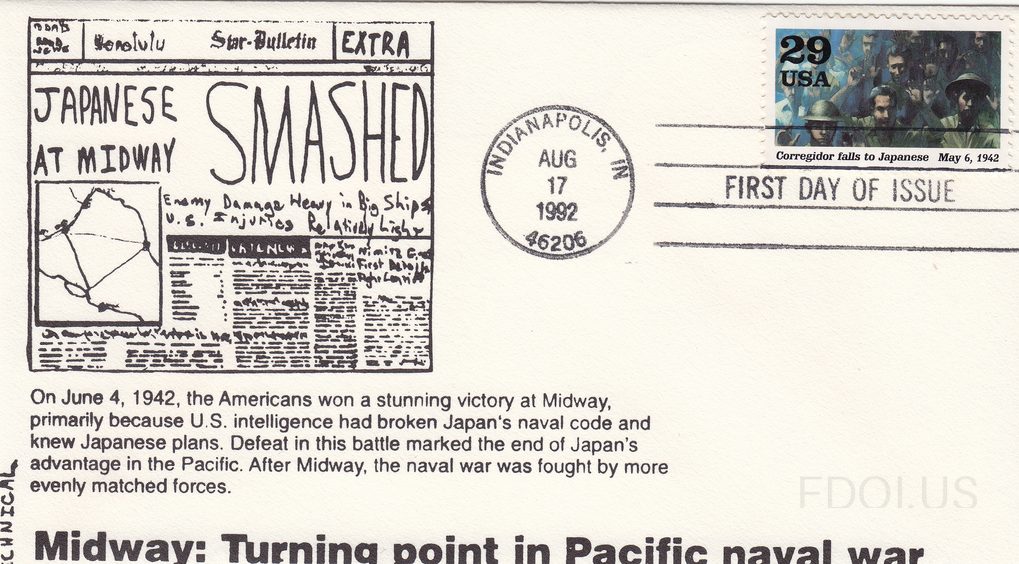 Honolulu Star-Bulletin EXTRA
JAPANESE
AT MIDWAY
SMASHED
Enemy Damage Heavy in Big Ships
U.S. Injuries Relatively Light
INDIANAPOLIS, IN
AUG
17
1992
46206
29
USA
Corregidor falls to Japanese May 6, 1942
FIRST DAY OF ISSUE
On June 4, 1942, the Americans won a stunning victory at Midway,
primarily because U.S. intelligence had broken Japan's naval code and
knew Japanese plans. Defeat in this battle marked the end of Japan's
advantage in the Pacific. After Midway, the naval war was fought by more
evenly matched forces.
FDOI.US
Midway: Turning point in Pacific naval war